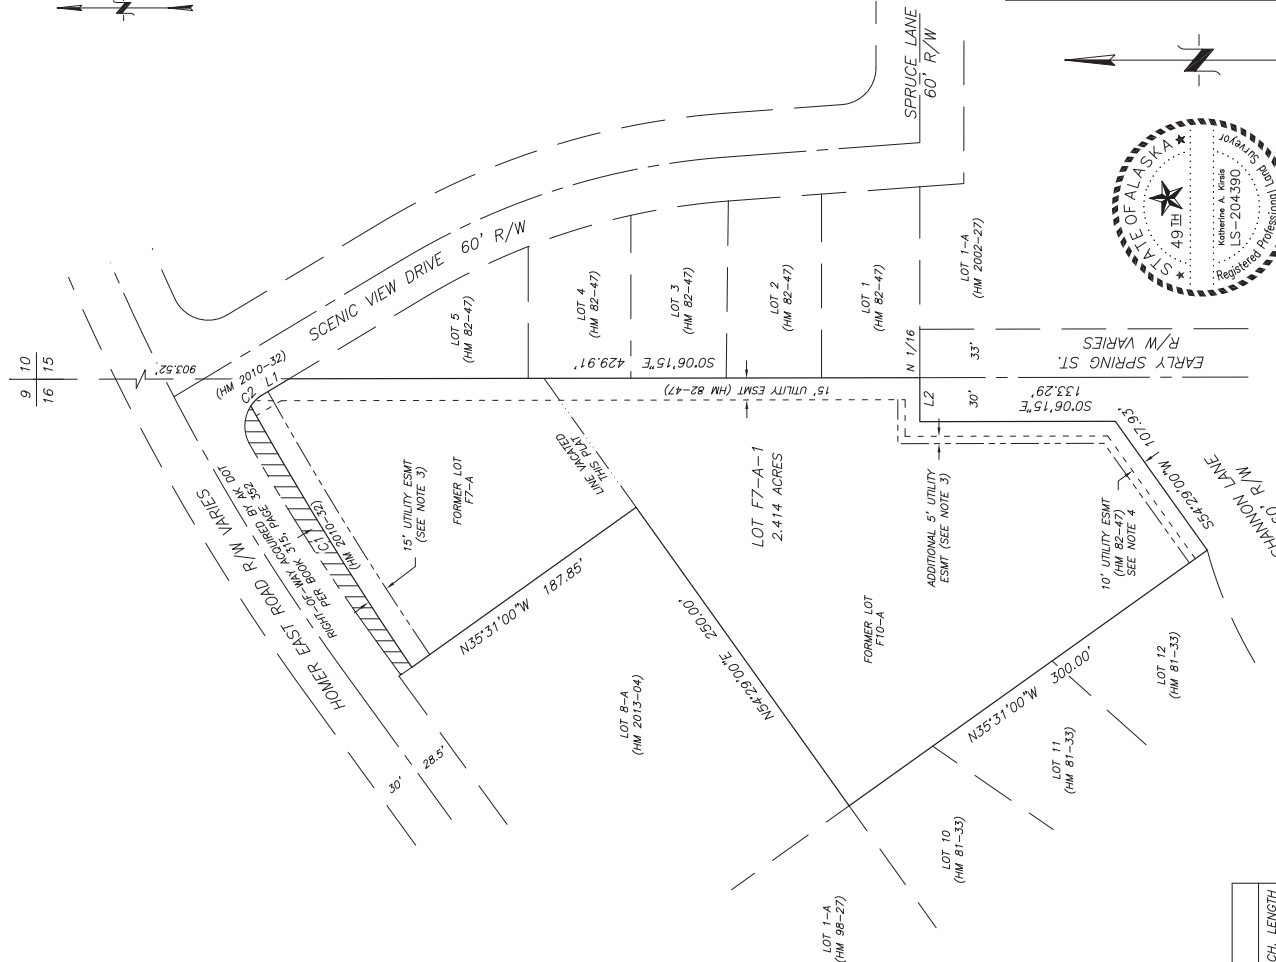 9 10
16 15
903.52'
(HM 2010-32)
C2 L1
SCENIC VIEW DRIVE 60' R/W
SPRUCE LANE
60' R/W
HOMER EAST ROAD R/W VARIES
RIGHT-OF-WAY ACQUIRED BY AK DOT
PER BOOK 315, PAGE 352
C1
(HM 2010-32)
30'
28.5'
15' UTILITY ESMT
(SEE NOTE 3)
FORMER LOT
F7-A
LINE VACATED
THIS PLAT
N35°31'00"W 187.85'
LOT 5
(HM 82-47)
LOT 4
(HM 82-47)
LOT 3
(HM 82-47)
LOT 2
(HM 82-47)
LOT 1
(HM 82-47)
S0°06'15"E 429.91'
15' UTILITY ESMT (HM 82-47)
N 1/16
LOT 1-A
(HM 2002-27)
33'
EARLY SPRING ST.
R/W VARIES
L2
30'
S0°06'15"E
133.29'
S54°29'00"W 107.93'
SHANNON LANE
60' R/W
LOT F7-A-1
2.414 ACRES
ADDITIONAL 5' UTILITY
ESMT (SEE NOTE 3)
10' UTILITY ESMT
(HM 82-47)
SEE NOTE 4
FORMER LOT
F10-A
N54°29'00"E 250.00'
LOT 8-A
(HM 2013-04)
N35°31'00"W 300.00'
LOT 12
(HM 81-33)
LOT 11
(HM 81-33)
LOT 10
(HM 81-33)
LOT 1-A
(HM 98-27)
STATE OF ALASKA
49TH
Katherine A. Kirsis
LS-204390
Registered Professional Land Surveyor
CH. LENGTH